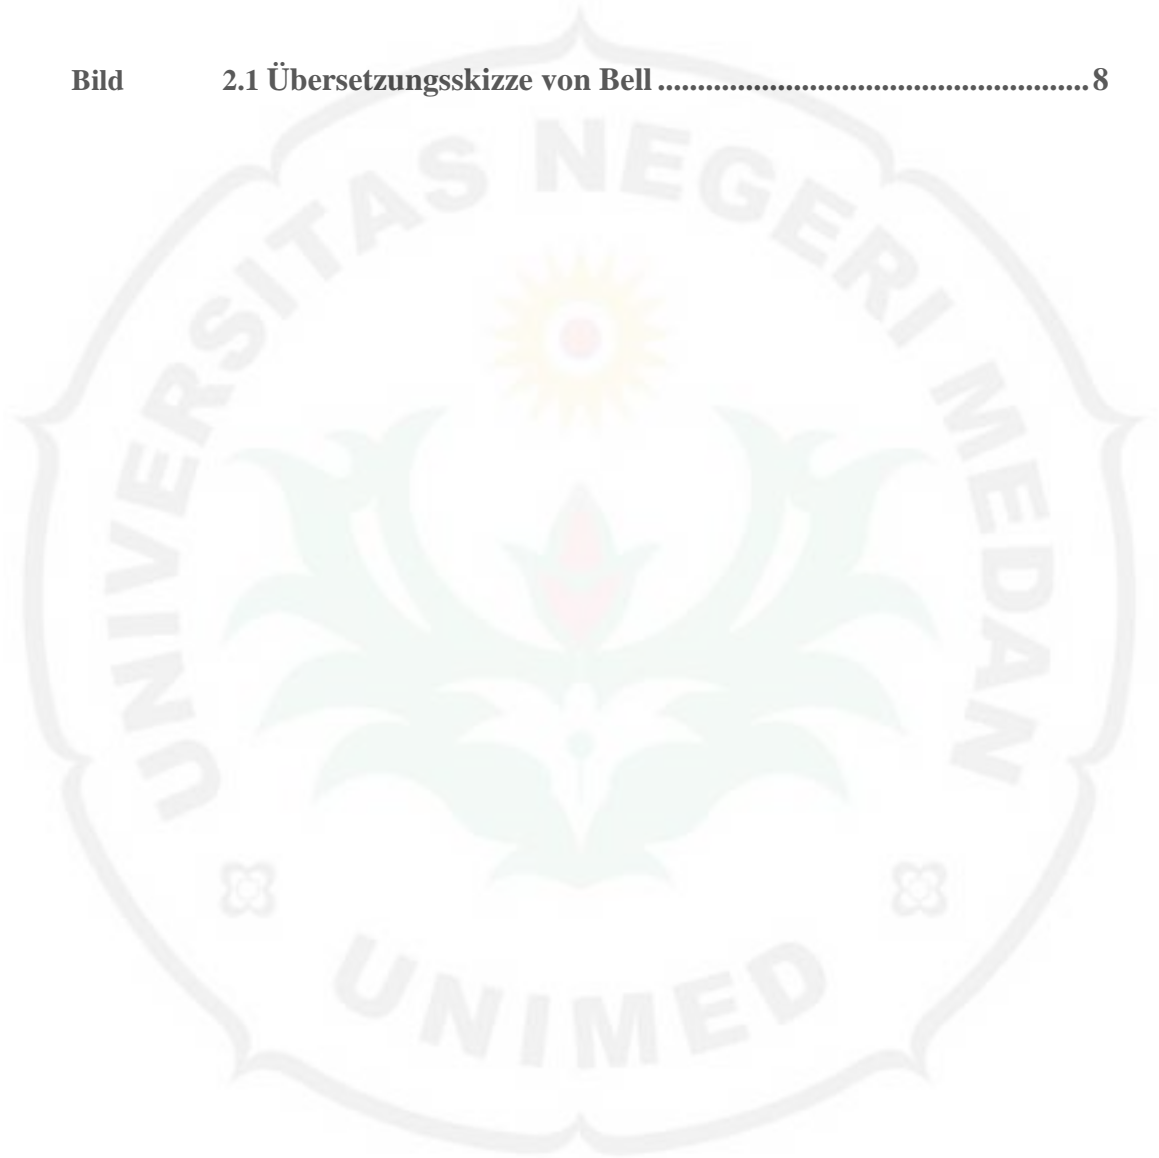 Bild 2.1 Übersetzungsskizze von Bell ..................................................... 8
UNIVERSITAS NEGERI MEDAN
UNIMED